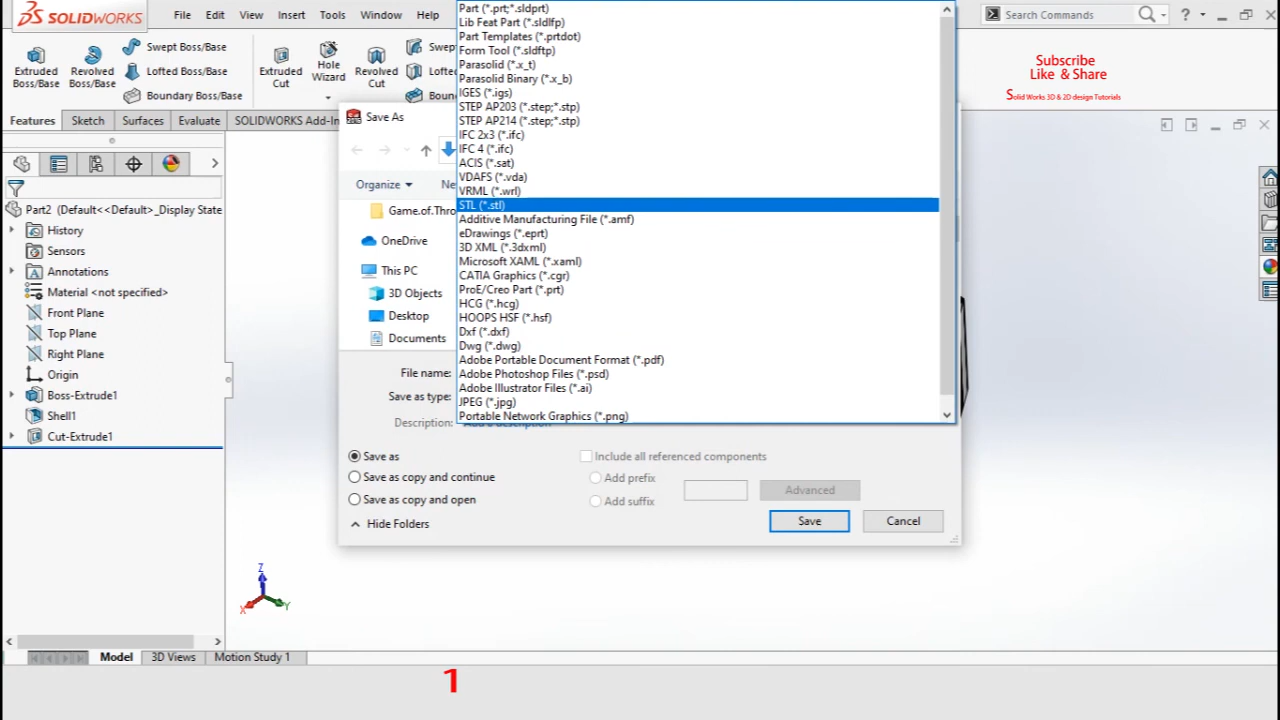 SOLIDWORKS
File Edit View Insert Tools Window Help
Search Commands
Extruded Boss/Base
Revolved Boss/Base
Swept Boss/Base
Lofted Boss/Base
Boundary Boss/Base
Extruded Cut
Hole Wizard
Revolved Cut
Subscribe
Like & Share
Solid Works 3D & 2D design Tutorials
Features Sketch Surfaces Evaluate SOLIDWORKS Add-In
Part2 (Default<<Default>_Display State
History
Sensors
Annotations
Material <not specified>
Front Plane
Top Plane
Right Plane
Origin
Boss-Extrude1
Shell1
Cut-Extrude1
Save As
Organize
Game.of.Thro
OneDrive
This PC
3D Objects
Desktop
Documents
Part (*.prt;*.sldprt)
Lib Feat Part (*.sldlfp)
Part Templates (*.prtdot)
Form Tool (*.sldftp)
Parasolid (*.x_t)
Parasolid Binary (*.x_b)
IGES (*.igs)
STEP AP203 (*.step;*.stp)
STEP AP214 (*.step;*.stp)
IFC 2x3 (*.ifc)
IFC 4 (*.ifc)
ACIS (*.sat)
VDAFS (*.vda)
VRML (*.wrl)
STL (*.stl)
Additive Manufacturing File (*.amf)
eDrawings (*.eprt)
3D XML (*.3dxml)
Microsoft XAML (*.xaml)
CATIA Graphics (*.cgr)
ProE/Creo Part (*.prt)
HCG (*.hcg)
HOOPS HSF (*.hsf)
Dxf (*.dxf)
Dwg (*.dwg)
Adobe Portable Document Format (*.pdf)
Adobe Photoshop Files (*.psd)
Adobe Illustrator Files (*.ai)
JPEG (*.jpg)
Portable Network Graphics (*.png)
File name:
Save as type:
Description:
Save as
Save as copy and continue
Save as copy and open
Include all referenced components
Add prefix
Add suffix
Advanced
Hide Folders
Save Cancel
Z
X Y
Model 3D Views Motion Study 1
1